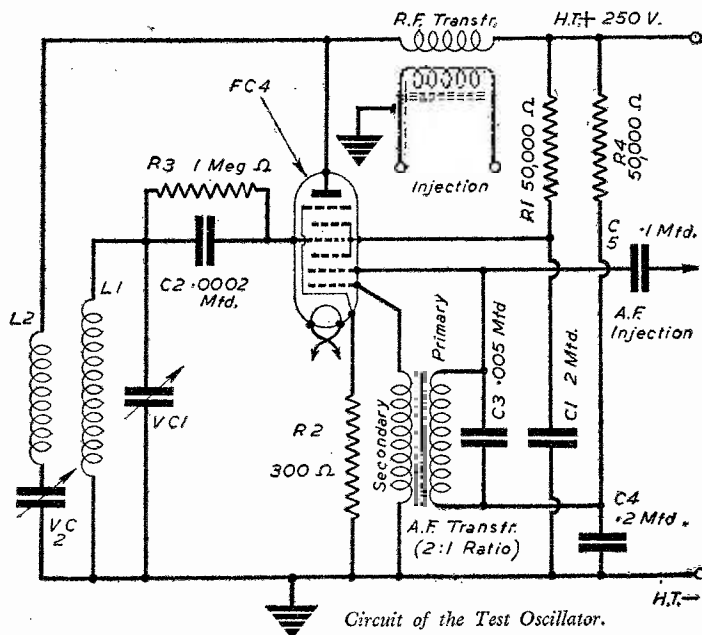 R.F. Transfr.
H.T.+ 250 V.
FC4
R3 1 Meg Ω
Injection
R1 50,000 Ω
R4
50,000 Ω
C2 .0002
Mfd.
C
5
.1 Mfd.
A.F.
Injection
L2
L1
VC1
VC
2
R2
300 Ω
Secondary
Primary
C3 .005 Mfd
C1 2 Mfd.
A.F. Transfr.
(2:1 Ratio)
C4
.2 Mfd.
H.T.-
Circuit of the Test Oscillator.